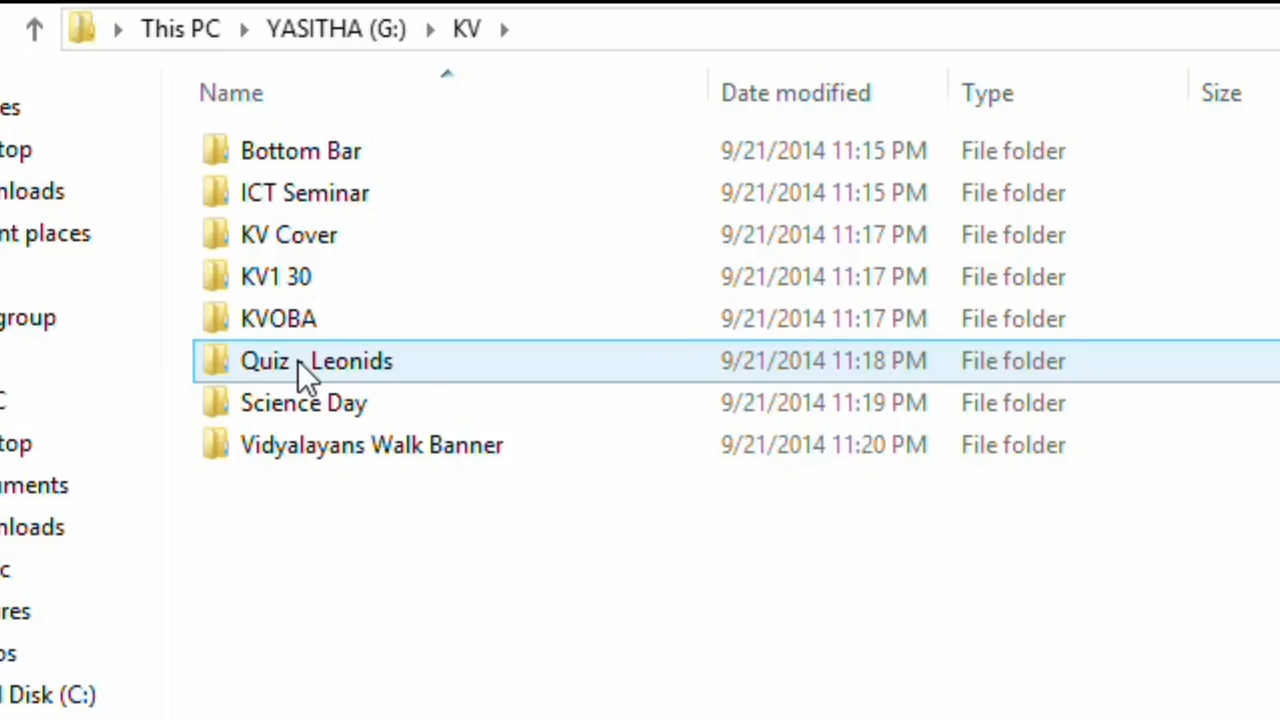 This PC YASITHA (G:) KV
Name Date modified Type Size
Bottom Bar 9/21/2014 11:15 PM File folder
ICT Seminar 9/21/2014 11:15 PM File folder
KV Cover 9/21/2014 11:17 PM File folder
KV1 30 9/21/2014 11:17 PM File folder
KVOBA 9/21/2014 11:17 PM File folder
Quiz - Leonids 9/21/2014 11:18 PM File folder
Science Day 9/21/2014 11:19 PM File folder
Vidyalayans Walk Banner 9/21/2014 11:20 PM File folder
es
top
nloads
nt places
group
C
top
uments
nloads
c
res
os
l Disk (C:)